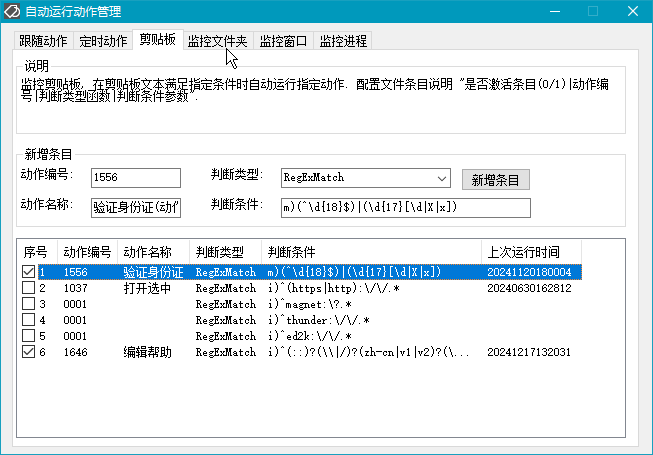 自动运行动作管理
跟随动作 定时动作 剪贴板 监控文件夹 监控窗口 监控进程
说明
监控剪贴板, 在剪贴板文本满足指定条件时自动运行指定动作. 配置文件条目说明 "是否激活条目(0/1)|动作编
号|判断类型函数|判断条件参数".
新增条目
动作编号: 1556 判断类型: RegExMatch 新增条目
动作名称: 验证身份证(动作 判断条件: m)(^\d{18}$)|(\d{17}[\d|X|x])
序号 动作编号 动作名称 判断类型 判断条件 上次运行时间
1 1556 验证身份证 RegExMatch m)(^\d{18}$)|(\d{17}[\d|X|x]) 20241120180004
2 1037 打开选中 RegExMatch i)^(https|http):\/\/.* 20240630162812
3 0001 RegExMatch i)^magnet:\?.*
4 0001 RegExMatch i)^thunder:\/\/.*
5 0001 RegExMatch i)^ed2k:\/\/.*
6 1646 编辑帮助 RegExMatch i)^(::)?(\\|/)?(zh-cn|v1|v2)?(\... 20241217132031